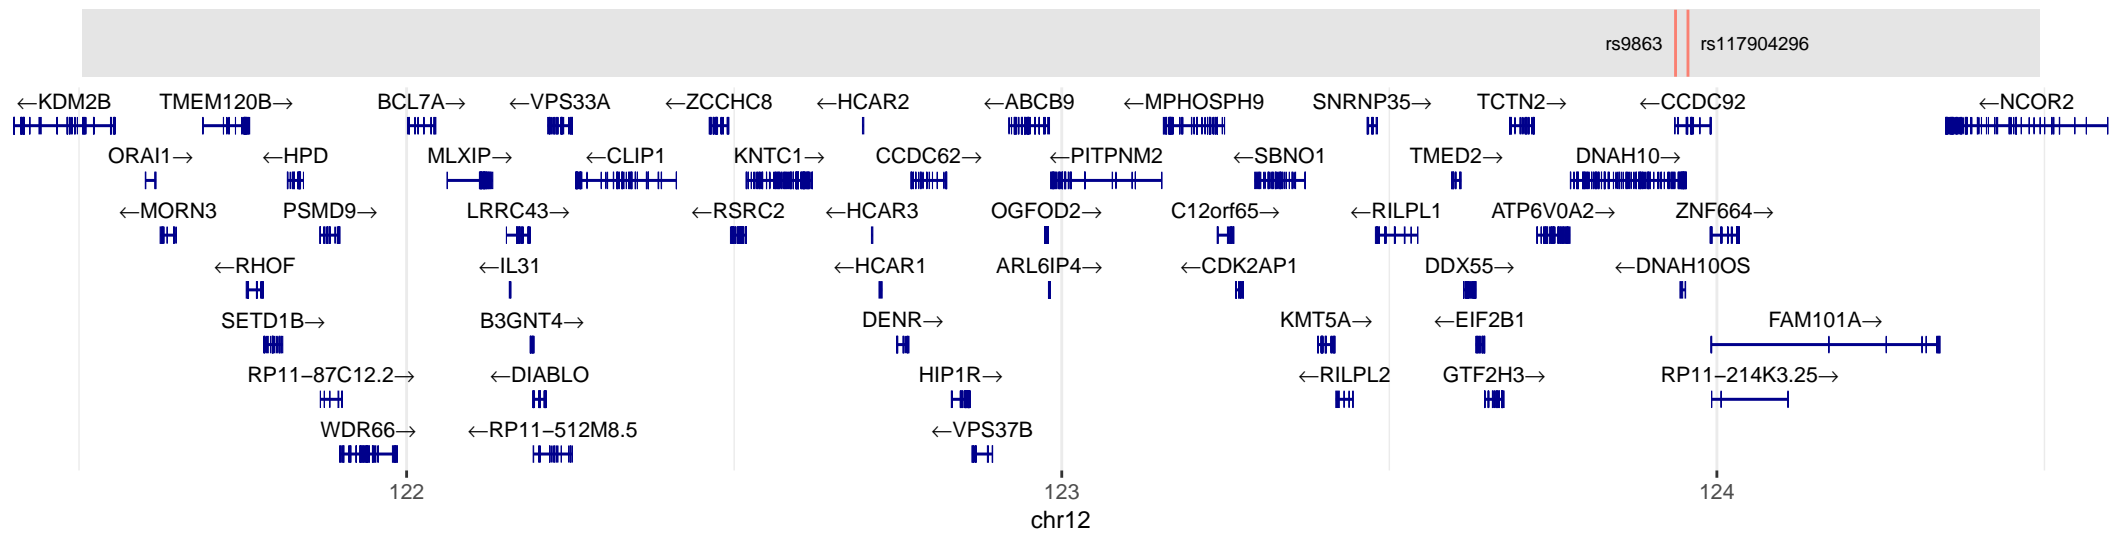 rs9863 rs117904296
←KDM2B TMEM120B→ BCL7A→ ←VPS33A ←ZCCHC8 ←HCAR2 ←ABCB9 ←MPHOSPH9 SNRNP35→ TCTN2→ ←CCDC92 ←NCOR2
ORAI1→ ←HPD MLXIP→ ←CLIP1 KNTC1→ CCDC62→ ←PITPNM2 ←SBNO1 TMED2→ DNAH10→
←MORN3 PSMD9→ LRRC43→ ←RSRC2 ←HCAR3 OGFOD2→ C12orf65→ ←RILPL1 ATP6V0A2→ ZNF664→
←RHOF ←IL31 ←HCAR1 ARL6IP4→ ←CDK2AP1 DDX55→ ←DNAH10OS
SETD1B→ B3GNT4→ DENR→ KMT5A→ ←EIF2B1 FAM101A→
RP11−87C12.2→ ←DIABLO HIP1R→ ←RILPL2 GTF2H3→ RP11−214K3.25→
WDR66→ ←RP11−512M8.5 ←VPS37B
122 123 124
chr12